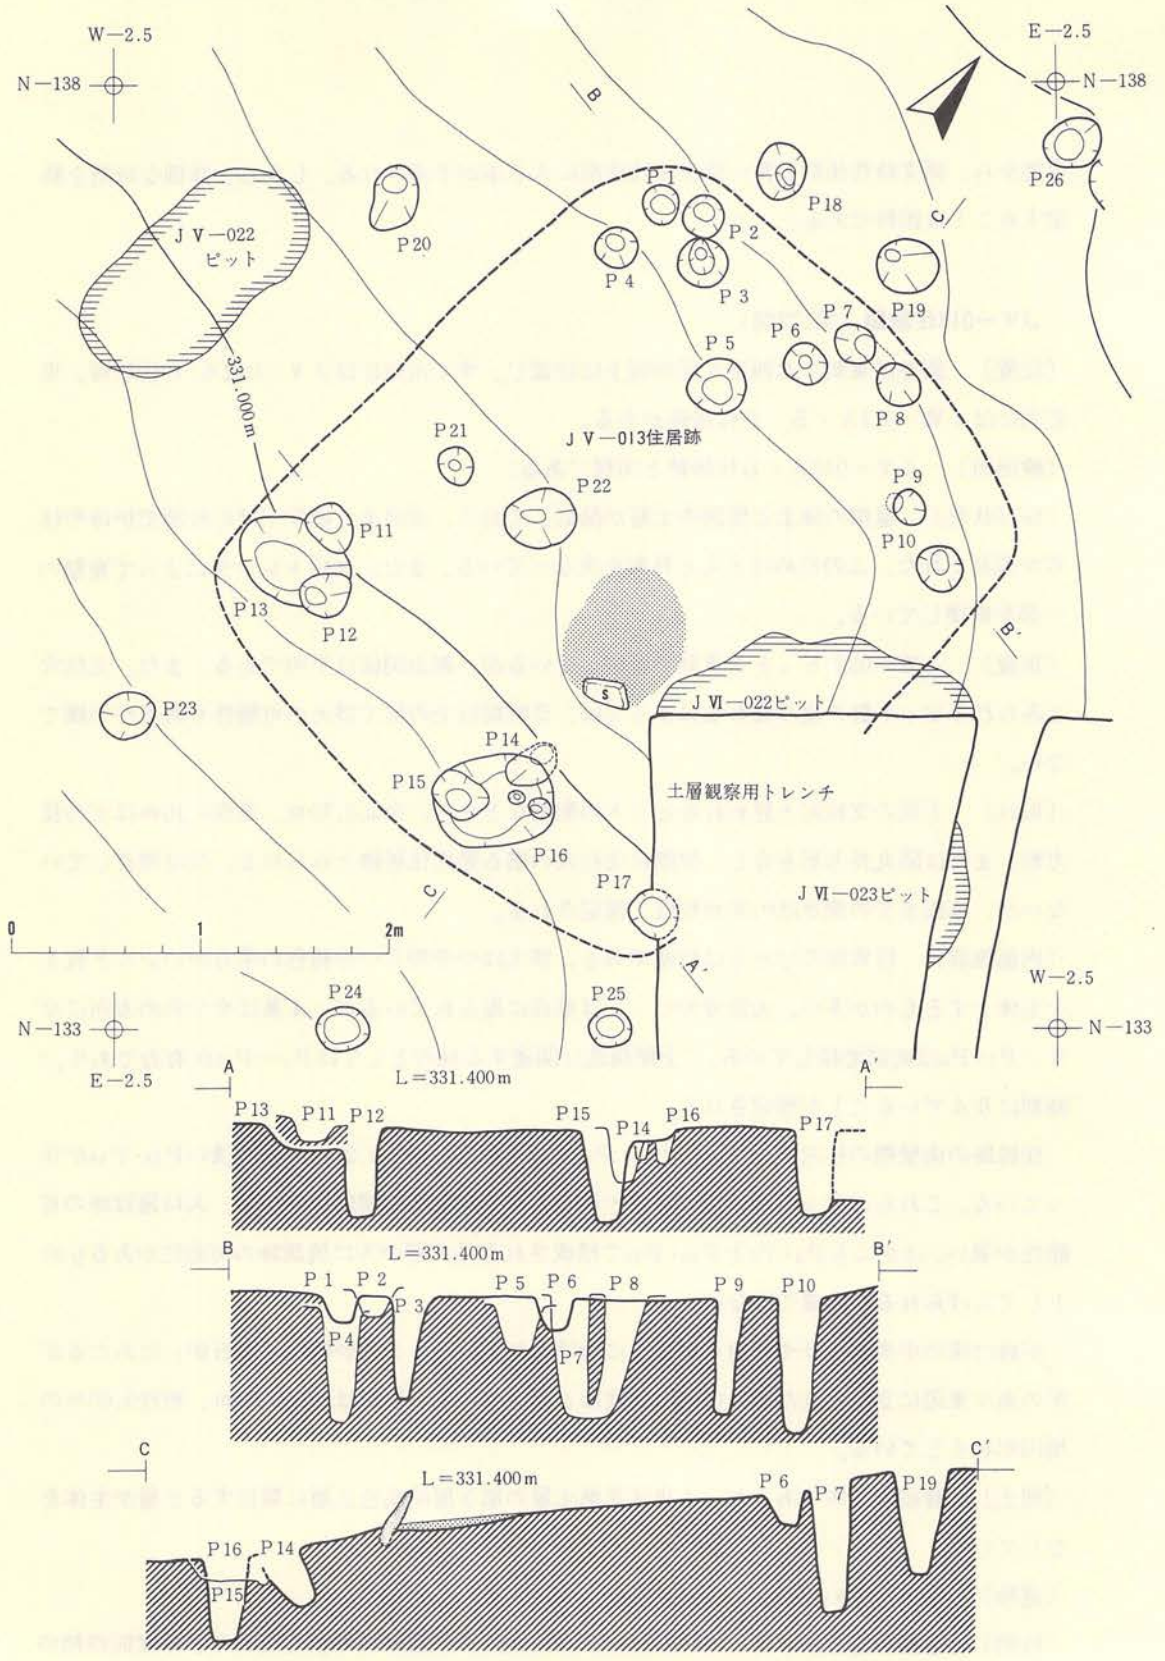 W—2.5
E—2.5
N—138
N—138
B
P26
P 1
P18
J V—022
ピット
P20
P 2
C'
P 4
P 3
P19
P 7
P 6
P 5
331.000m
P 8
P21
J V—013住居跡
P 9
P22
P11
P10
P13
P12
B'
P23
S
J Ⅵ—022ピット
P14
P15
土層観察用トレンチ
P16
P17
J Ⅵ—023ピット
C
0 1 2m
A'
W—2.5
P24
P25
N—133
N—133
E—2.5
A
L＝331.400m
A'
P13
P11
P12
P15
P14
P16
P17
B
L＝331.400m
B'
P 1
P 2
P 3
P 4
P 5
P 6
P 8
P7
P 9
P10
C
C'
L＝331.400m
P 6
P 7
P19
P16
P14
P15